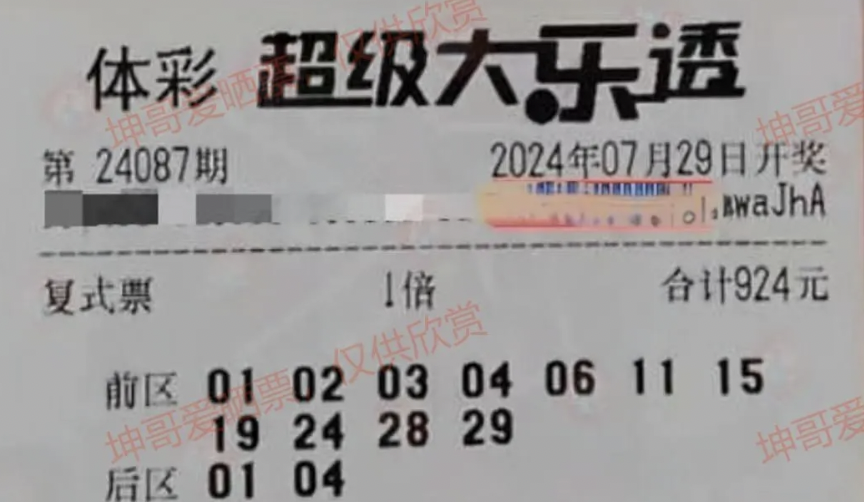 体彩 超级大乐透
第 24087期 2024年07月29日开奖
waJhA
复式票 1倍 合计924元
前区 01 02 03 04 06 11 15
19 24 28 29
后区 01 04
坤哥爱晒票 仅供欣赏
坤哥爱晒票 仅供欣赏
坤哥爱
坤哥爱